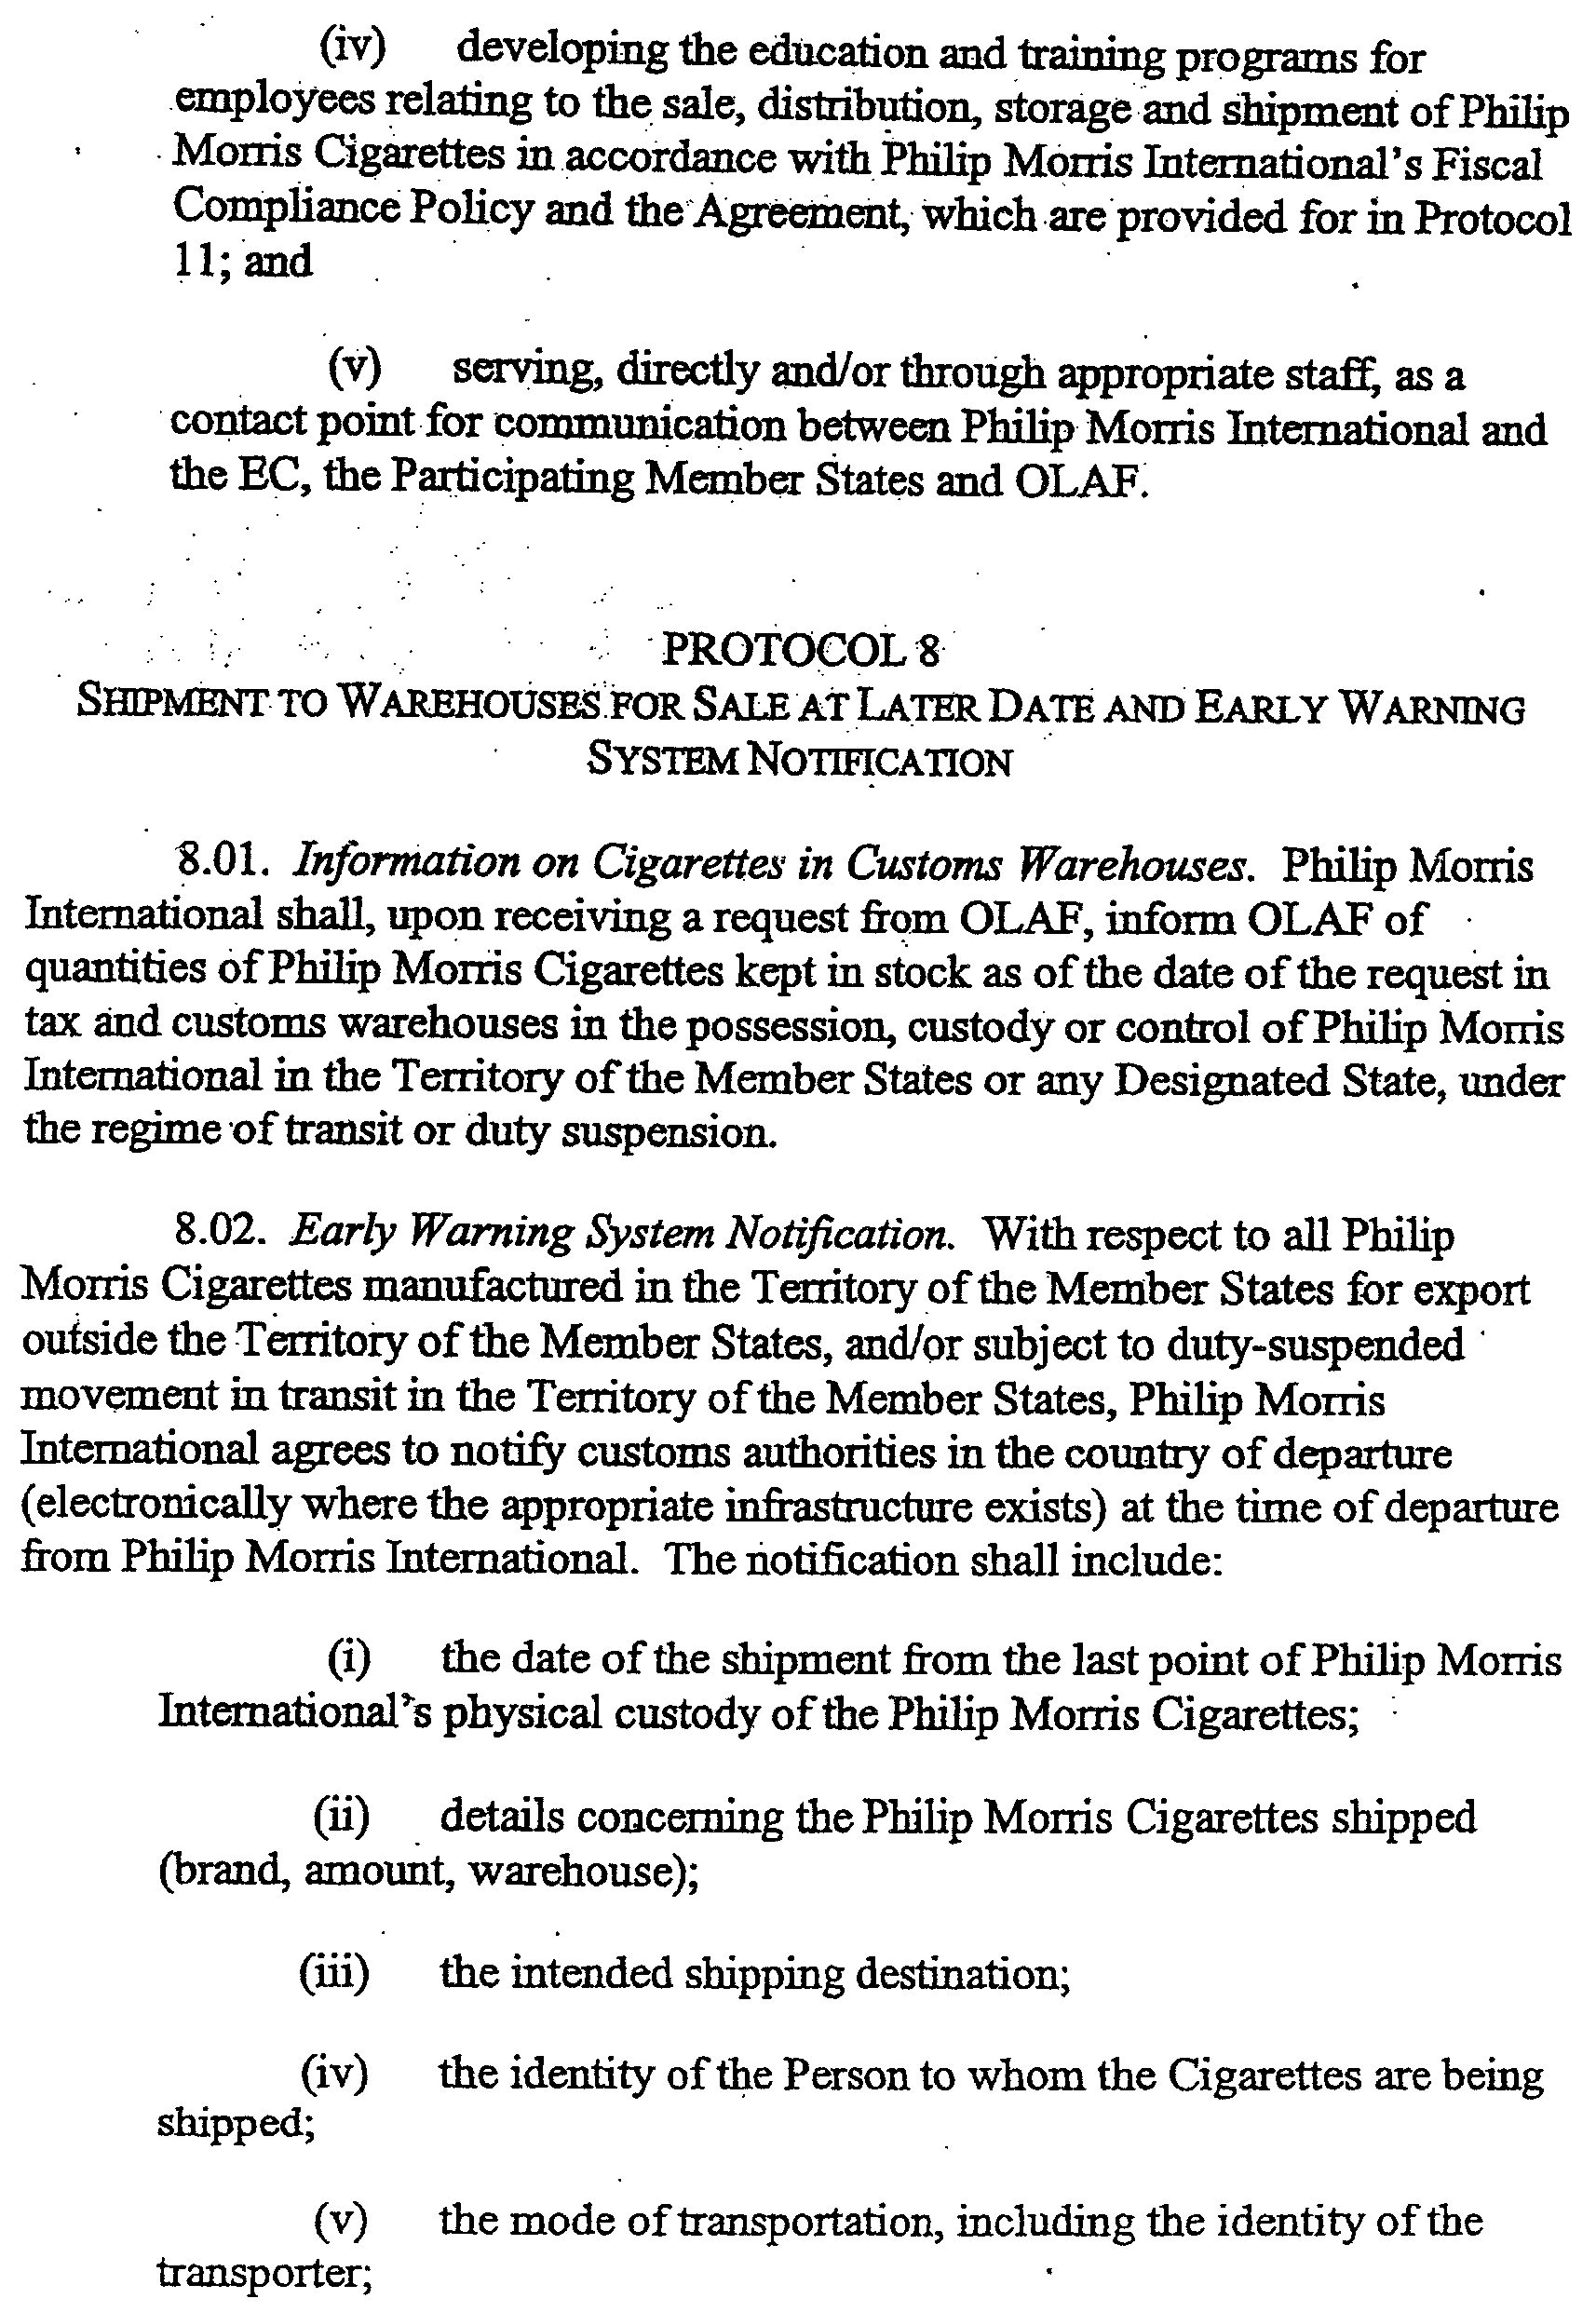 (iv) developing the education and training programs for
employees relating to the sale, distribution, storage and shipment of Philip
Morris Cigarettes in accordance with Philip Morris International's Fiscal
Compliance Policy and the Agreement, which are provided for in Protocol
11; and
(v) serving, directly and/or through appropriate staff, as a
contact point for communication between Philip Morris International and
the EC, the Participating Member States and OLAF.
PROTOCOL 8
SHIPMENT TO WAREHOUSES FOR SALE AT LATER DATE AND EARLY WARNING
SYSTEM NOTIFICATION
8.01. Information on Cigarettes in Customs Warehouses. Philip Morris
International shall, upon receiving a request from OLAF, inform OLAF of
quantities of Philip Morris Cigarettes kept in stock as of the date of the request in
tax and customs warehouses in the possession, custody or control of Philip Morris
International in the Territory of the Member States or any Designated State, under
the regime of transit or duty suspension.
8.02. Early Warning System Notification. With respect to all Philip
Morris Cigarettes manufactured in the Territory of the Member States for export
outside the Territory of the Member States, and/or subject to duty-suspended
movement in transit in the Territory of the Member States, Philip Morris
International agrees to notify customs authorities in the country of departure
(electronically where the appropriate infrastructure exists) at the time of departure
from Philip Morris International. The notification shall include:
(i) the date of the shipment from the last point of Philip Morris
International's physical custody of the Philip Morris Cigarettes;
(ii) details concerning the Philip Morris Cigarettes shipped
(brand, amount, warehouse);
(iii) the intended shipping destination;
(iv) the identity of the Person to whom the Cigarettes are being
shipped;
(v) the mode of transportation, including the identity of the
transporter;